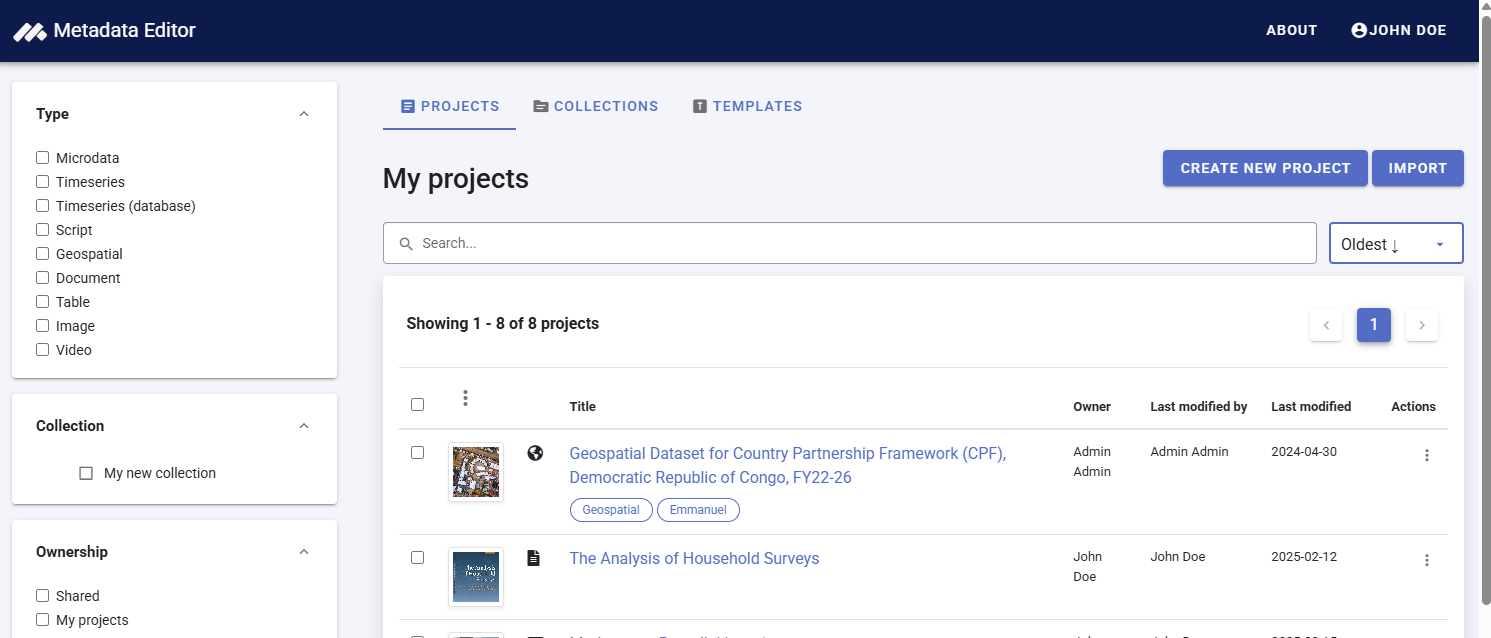 Metadata Editor
ABOUT
JOHN DOE
Type
Microdata
Timeseries
Timeseries (database)
Script
Geospatial
Document
Table
Image
Video
Collection
My new collection
Ownership
Shared
My projects
PROJECTS
COLLECTIONS
TEMPLATES
My projects
CREATE NEW PROJECT
IMPORT
Search...
Oldest ↓
Showing 1 - 8 of 8 projects
1
Title
Owner
Last modified by
Last modified
Actions
Geospatial Dataset for Country Partnership Framework (CPF),
Democratic Republic of Congo, FY22-26
Geospatial
Emmanuel
Admin
Admin
Admin Admin
2024-04-30
The Analysis of Household Surveys
John
Doe
John Doe
2025-02-12